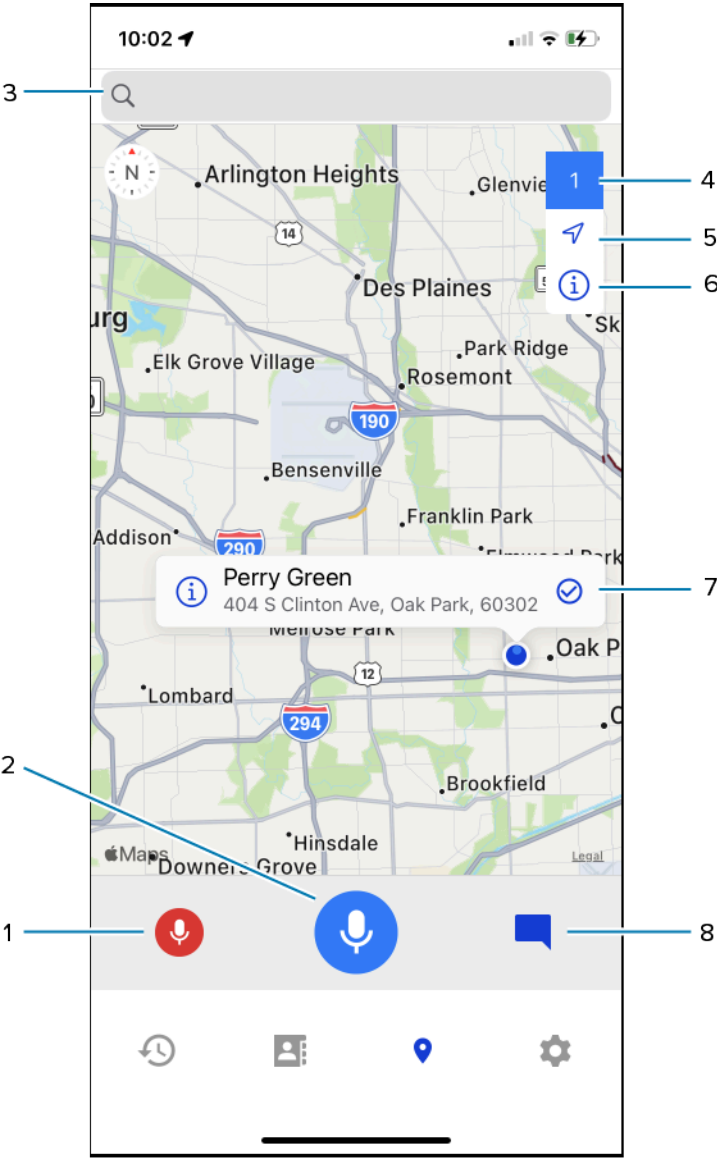 10:02
3
N
Arlington Heights
Glenvie
1
4
14
5
Des Plaines
6
urg
Sk
Park Ridge
Elk Grove Village
Rosemont
190
Bensenville
Franklin Park
Addison
290
Elmwood Park
Perry Green
404 S Clinton Ave, Oak Park, 60302
7
Melrose Park
Oak P
12
Lombard
294
2
Brookfield
Hinsdale
Maps
Legal
Downers Grove
1
8